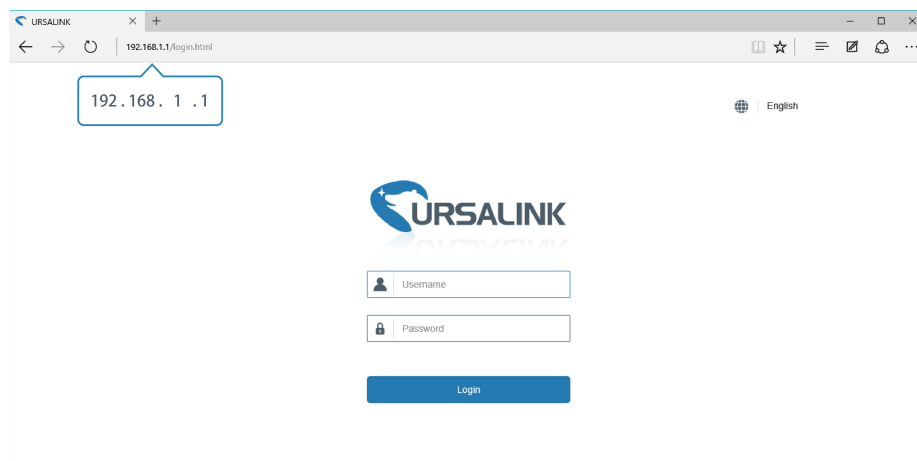 URSALINK
192.168.1.1/login.html
192.168. 1 .1
English
URSALINK
Username
Password
Login